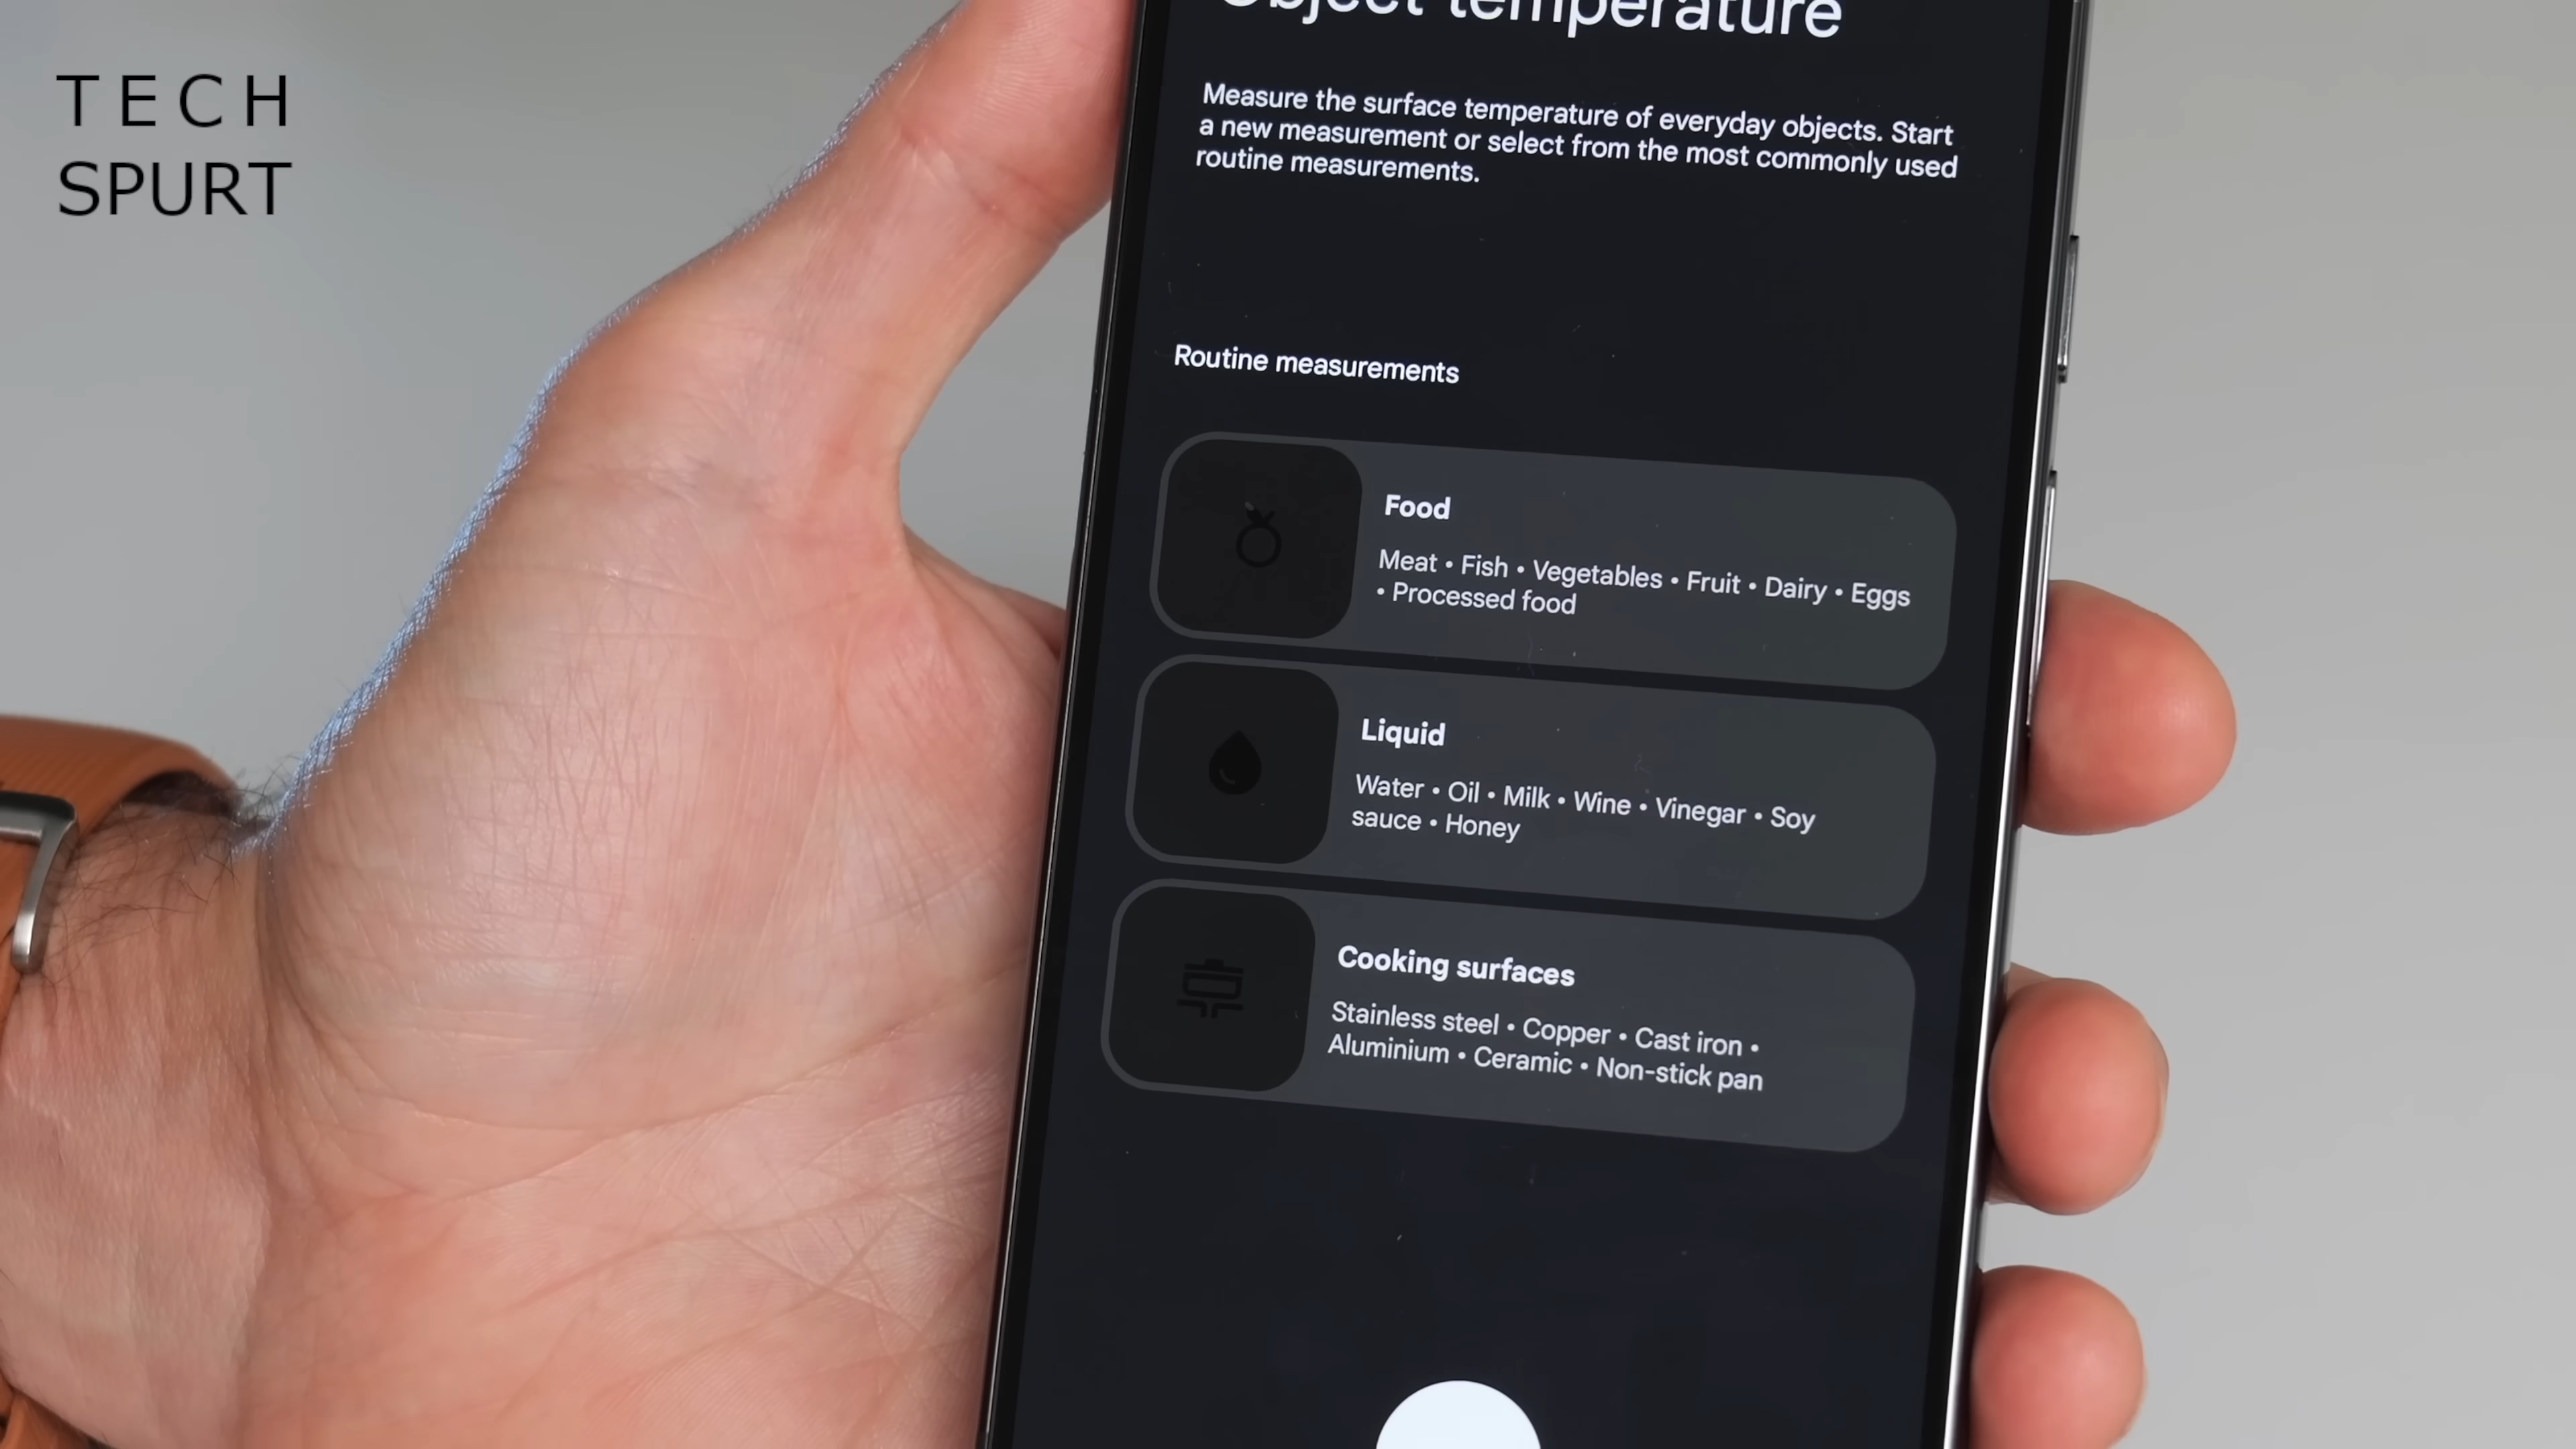 TECH
SPURT
Object temperature
Measure the surface temperature of everyday objects. Start
a new measurement or select from the most commonly used
routine measurements.
Routine measurements
Food
Meat • Fish • Vegetables • Fruit • Dairy • Eggs
• Processed food
Liquid
Water • Oil • Milk • Wine • Vinegar • Soy
sauce • Honey
Cooking surfaces
Stainless steel • Copper • Cast iron •
Aluminium • Ceramic • Non-stick pan